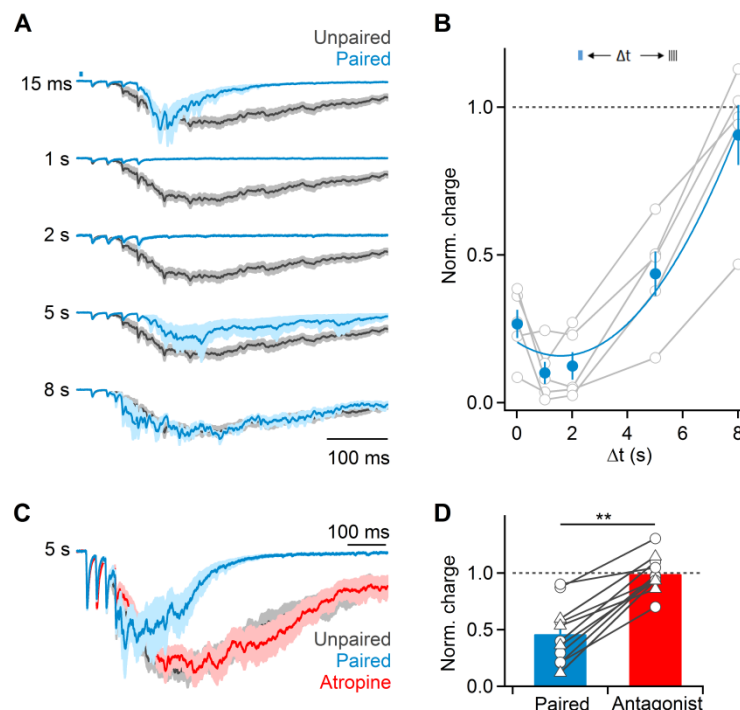 A
Unpaired
Paired
15 ms
1 s
2 s
5 s
8 s
100 ms
B
Δt
Norm. charge
1.0
0.5
0.0
0
2
4
6
8
Δt (s)
C
100 ms
5 s
Unpaired
Paired
Atropine
D
**
Norm. charge
1.0
0.5
0.0
Paired
Antagonist